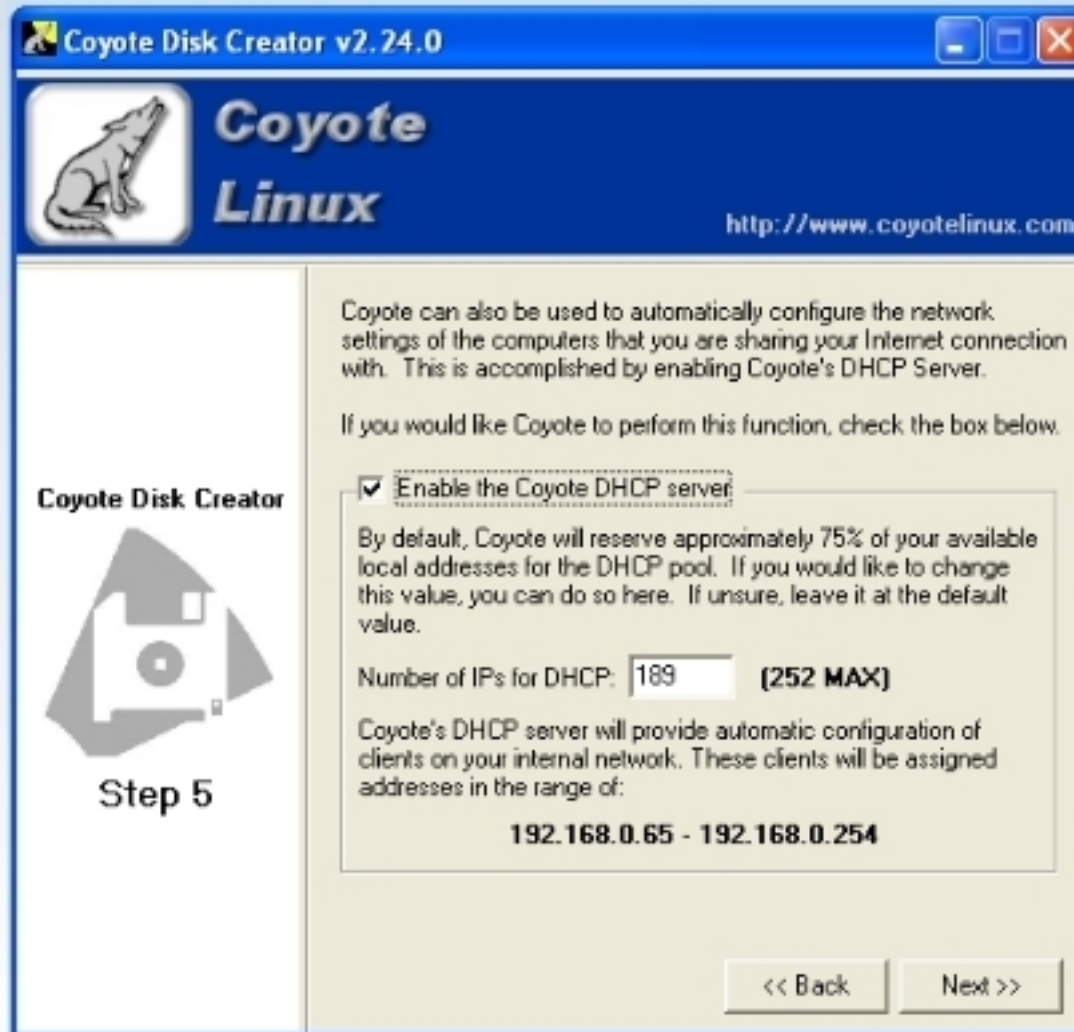 Coyote Disk Creator v2.24.0
Coyote
Linux
http://www.coyotelinux.com
Coyote can also be used to automatically configure the network
settings of the computers that you are sharing your Internet connection
with. This is accomplished by enabling Coyote's DHCP Server.
If you would like Coyote to perform this function, check the box below.
Coyote Disk Creator
Step 5
Enable the Coyote DHCP server
By default, Coyote will reserve approximately 75% of your available
local addresses for the DHCP pool. If you would like to change
this value, you can do so here. If unsure, leave it at the default
value.
Number of IPs for DHCP: 189 (252 MAX)
Coyote's DHCP server will provide automatic configuration of
clients on your internal network. These clients will be assigned
addresses in the range of:
192.168.0.65 - 192.168.0.254
<< Back Next >>